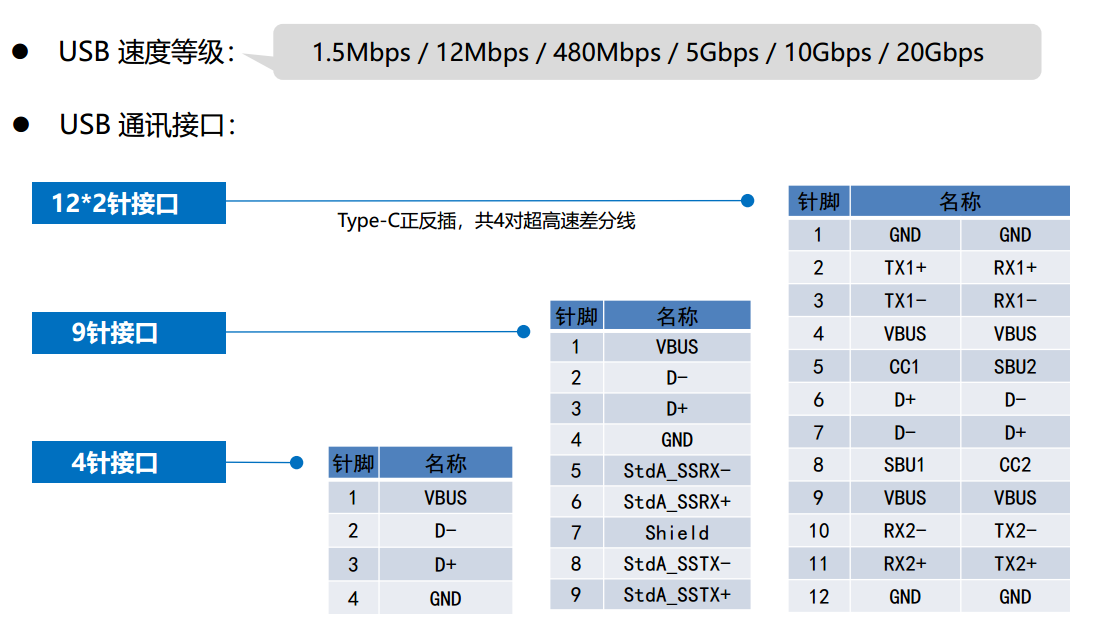 ● USB 速度等级：
1.5Mbps / 12Mbps / 480Mbps / 5Gbps / 10Gbps / 20Gbps
● USB 通讯接口：
12*2针接口
Type-C正反插，共4对超高速差分线
针脚 名称
1 GND GND
2 TX1+ RX1+
3 TX1- RX1-
4 VBUS VBUS
5 CC1 SBU2
6 D+ D-
7 D- D+
8 SBU1 CC2
9 VBUS VBUS
10 RX2- TX2-
11 RX2+ TX2+
12 GND GND
9针接口
针脚 名称
1 VBUS
2 D-
3 D+
4 GND
5 StdA_SSRX-
6 StdA_SSRX+
7 Shield
8 StdA_SSTX-
9 StdA_SSTX+
4针接口
针脚 名称
1 VBUS
2 D-
3 D+
4 GND